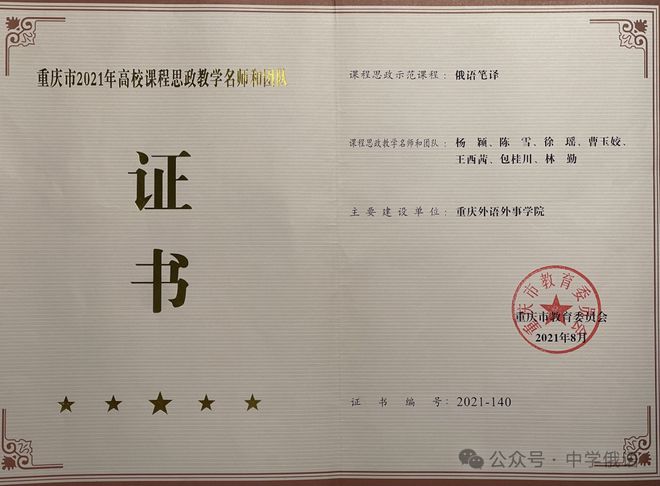 重庆市2021年高校课程思政教学名师和团队
证
书
课程思政示范课程：俄语笔译
课程思政教学名师和团队：杨 颖、陈 雪、徐 瑶、曹玉姣、
王西茜、包桂川、林 勤
主要建设单位：重庆外语外事学院
重庆市教育委员会
重庆市教育委员会
2021年8月
证 书 编 号：2021-140
公众号·中学俄语